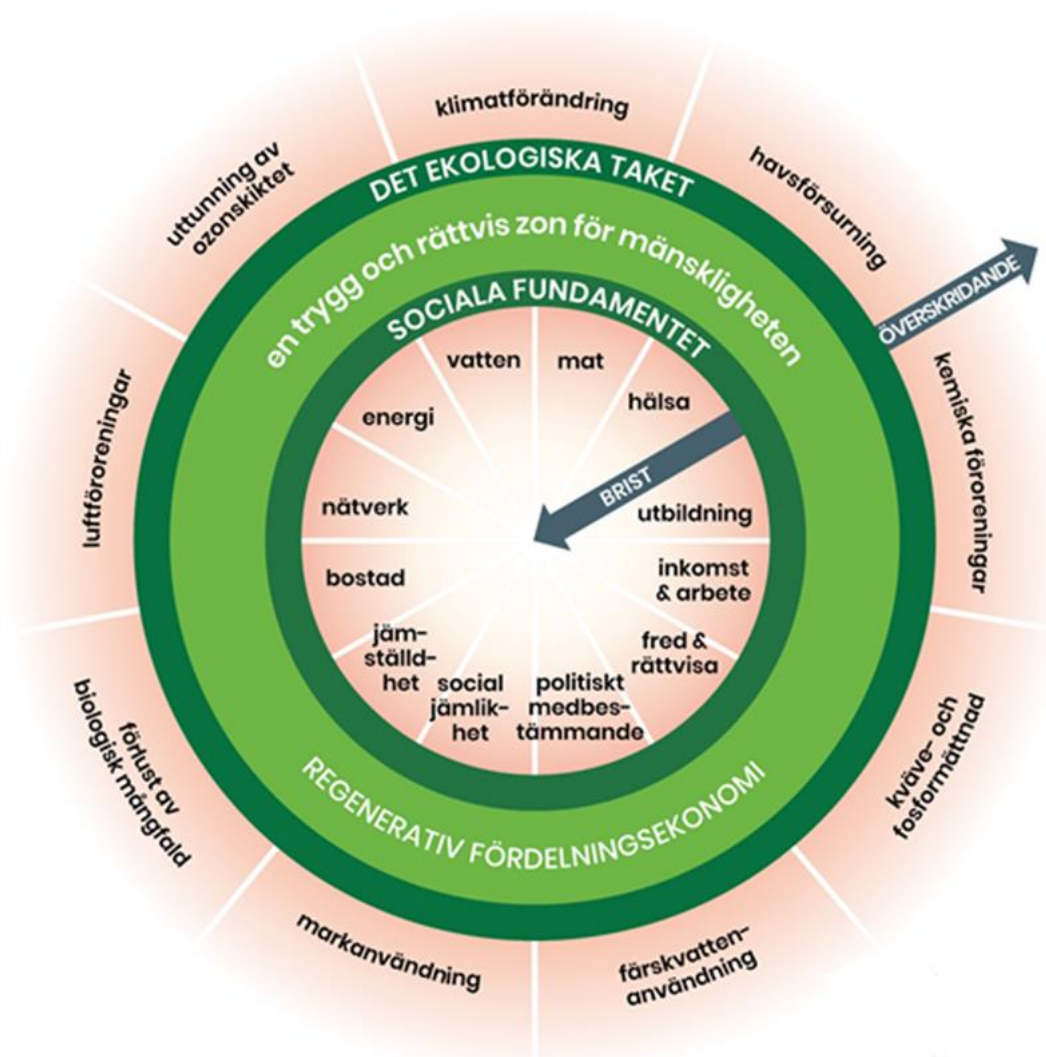 klimatförändring
havsförsurning
kemiska föroreningar
kväve- och
fosformättnad
färskvatten-
användning
markanvändning
förlust av
biologisk mångfald
luftföroreningar
uttunning av
ozonskiktet
DET EKOLOGISKA TAKET
en trygg och rättvis zon för mänskligheten
SOCIALA FUNDAMENTET
ÖVERSKRIDANDE
BRIST
vatten
mat
hälsa
utbildning
inkomst
& arbete
fred &
rättvisa
politiskt
medbes-
tämmande
social
jämlik-
het
jäm-
ställd-
het
bostad
nätverk
energi
REGENERATIV FÖRDELNINGSEKONOMI